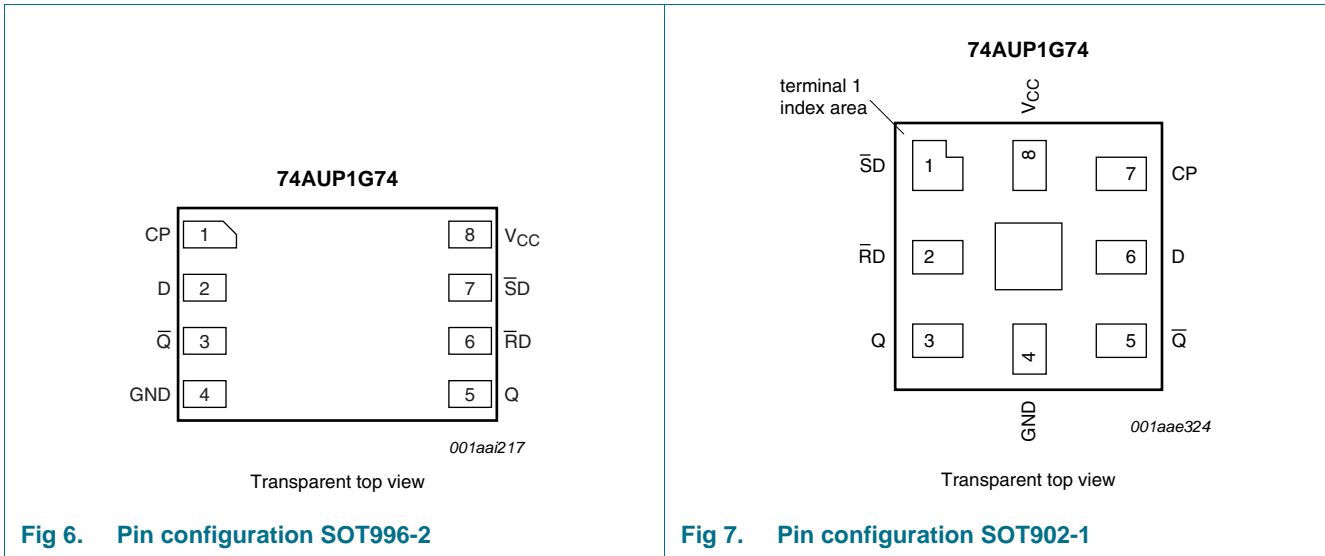 74AUP1G74
CP 1 8 VCC
D 2 7 S̅D
Q̅ 3 6 R̅D
GND 4 5 Q
001aai217
Transparent top view
Fig 6. Pin configuration SOT996-2
74AUP1G74
terminal 1
index area
VCC
S̅D 1 8 7 CP
R̅D 2 6 D
Q 3 4 5 Q̅
GND
001aae324
Transparent top view
Fig 7. Pin configuration SOT902-1